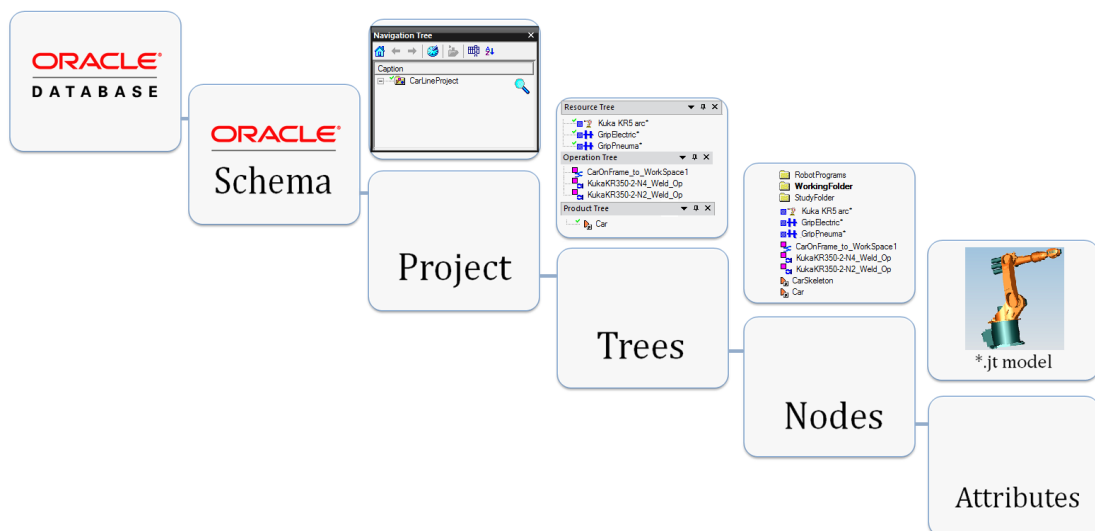 ORACLE®
DATABASE
ORACLE®
Schema
Navigation Tree
Caption
CarLineProject
Project
Resource Tree
Kuka KR5 arc*
GripElectric*
GripPneuma*
Operation Tree
CarOnFrame_to_WorkSpace1
KukaKR350-2-N4_Weld_Op
KukaKR350-2-N2_Weld_Op
Product Tree
Car
Trees
RobotPrograms
WorkingFolder
StudyFolder
Kuka KR5 arc*
GripElectric*
GripPneuma*
CarOnFrame_to_WorkSpace1
KukaKR350-2-N4_Weld_Op
KukaKR350-2-N2_Weld_Op
CarSkeleton
Car
Nodes
*.jt model
Attributes